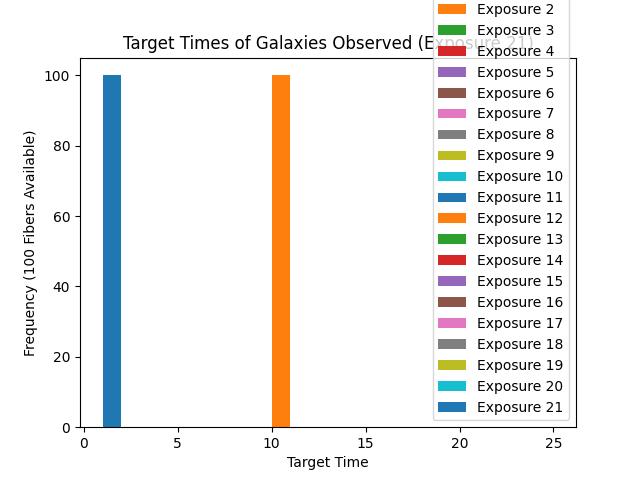 Exposure 2
Target Times of Galaxies Observed (Exposure 21)
Exposure 3
Exposure 4
Exposure 5
Exposure 6
Exposure 7
Exposure 8
Exposure 9
Exposure 10
Exposure 11
Exposure 12
Exposure 13
Exposure 14
Exposure 15
Exposure 16
Exposure 17
Exposure 18
Exposure 19
Exposure 20
Exposure 21
Frequency (100 Fibers Available)
100
80
60
40
20
0
0 5 10 15 20 25
Target Time